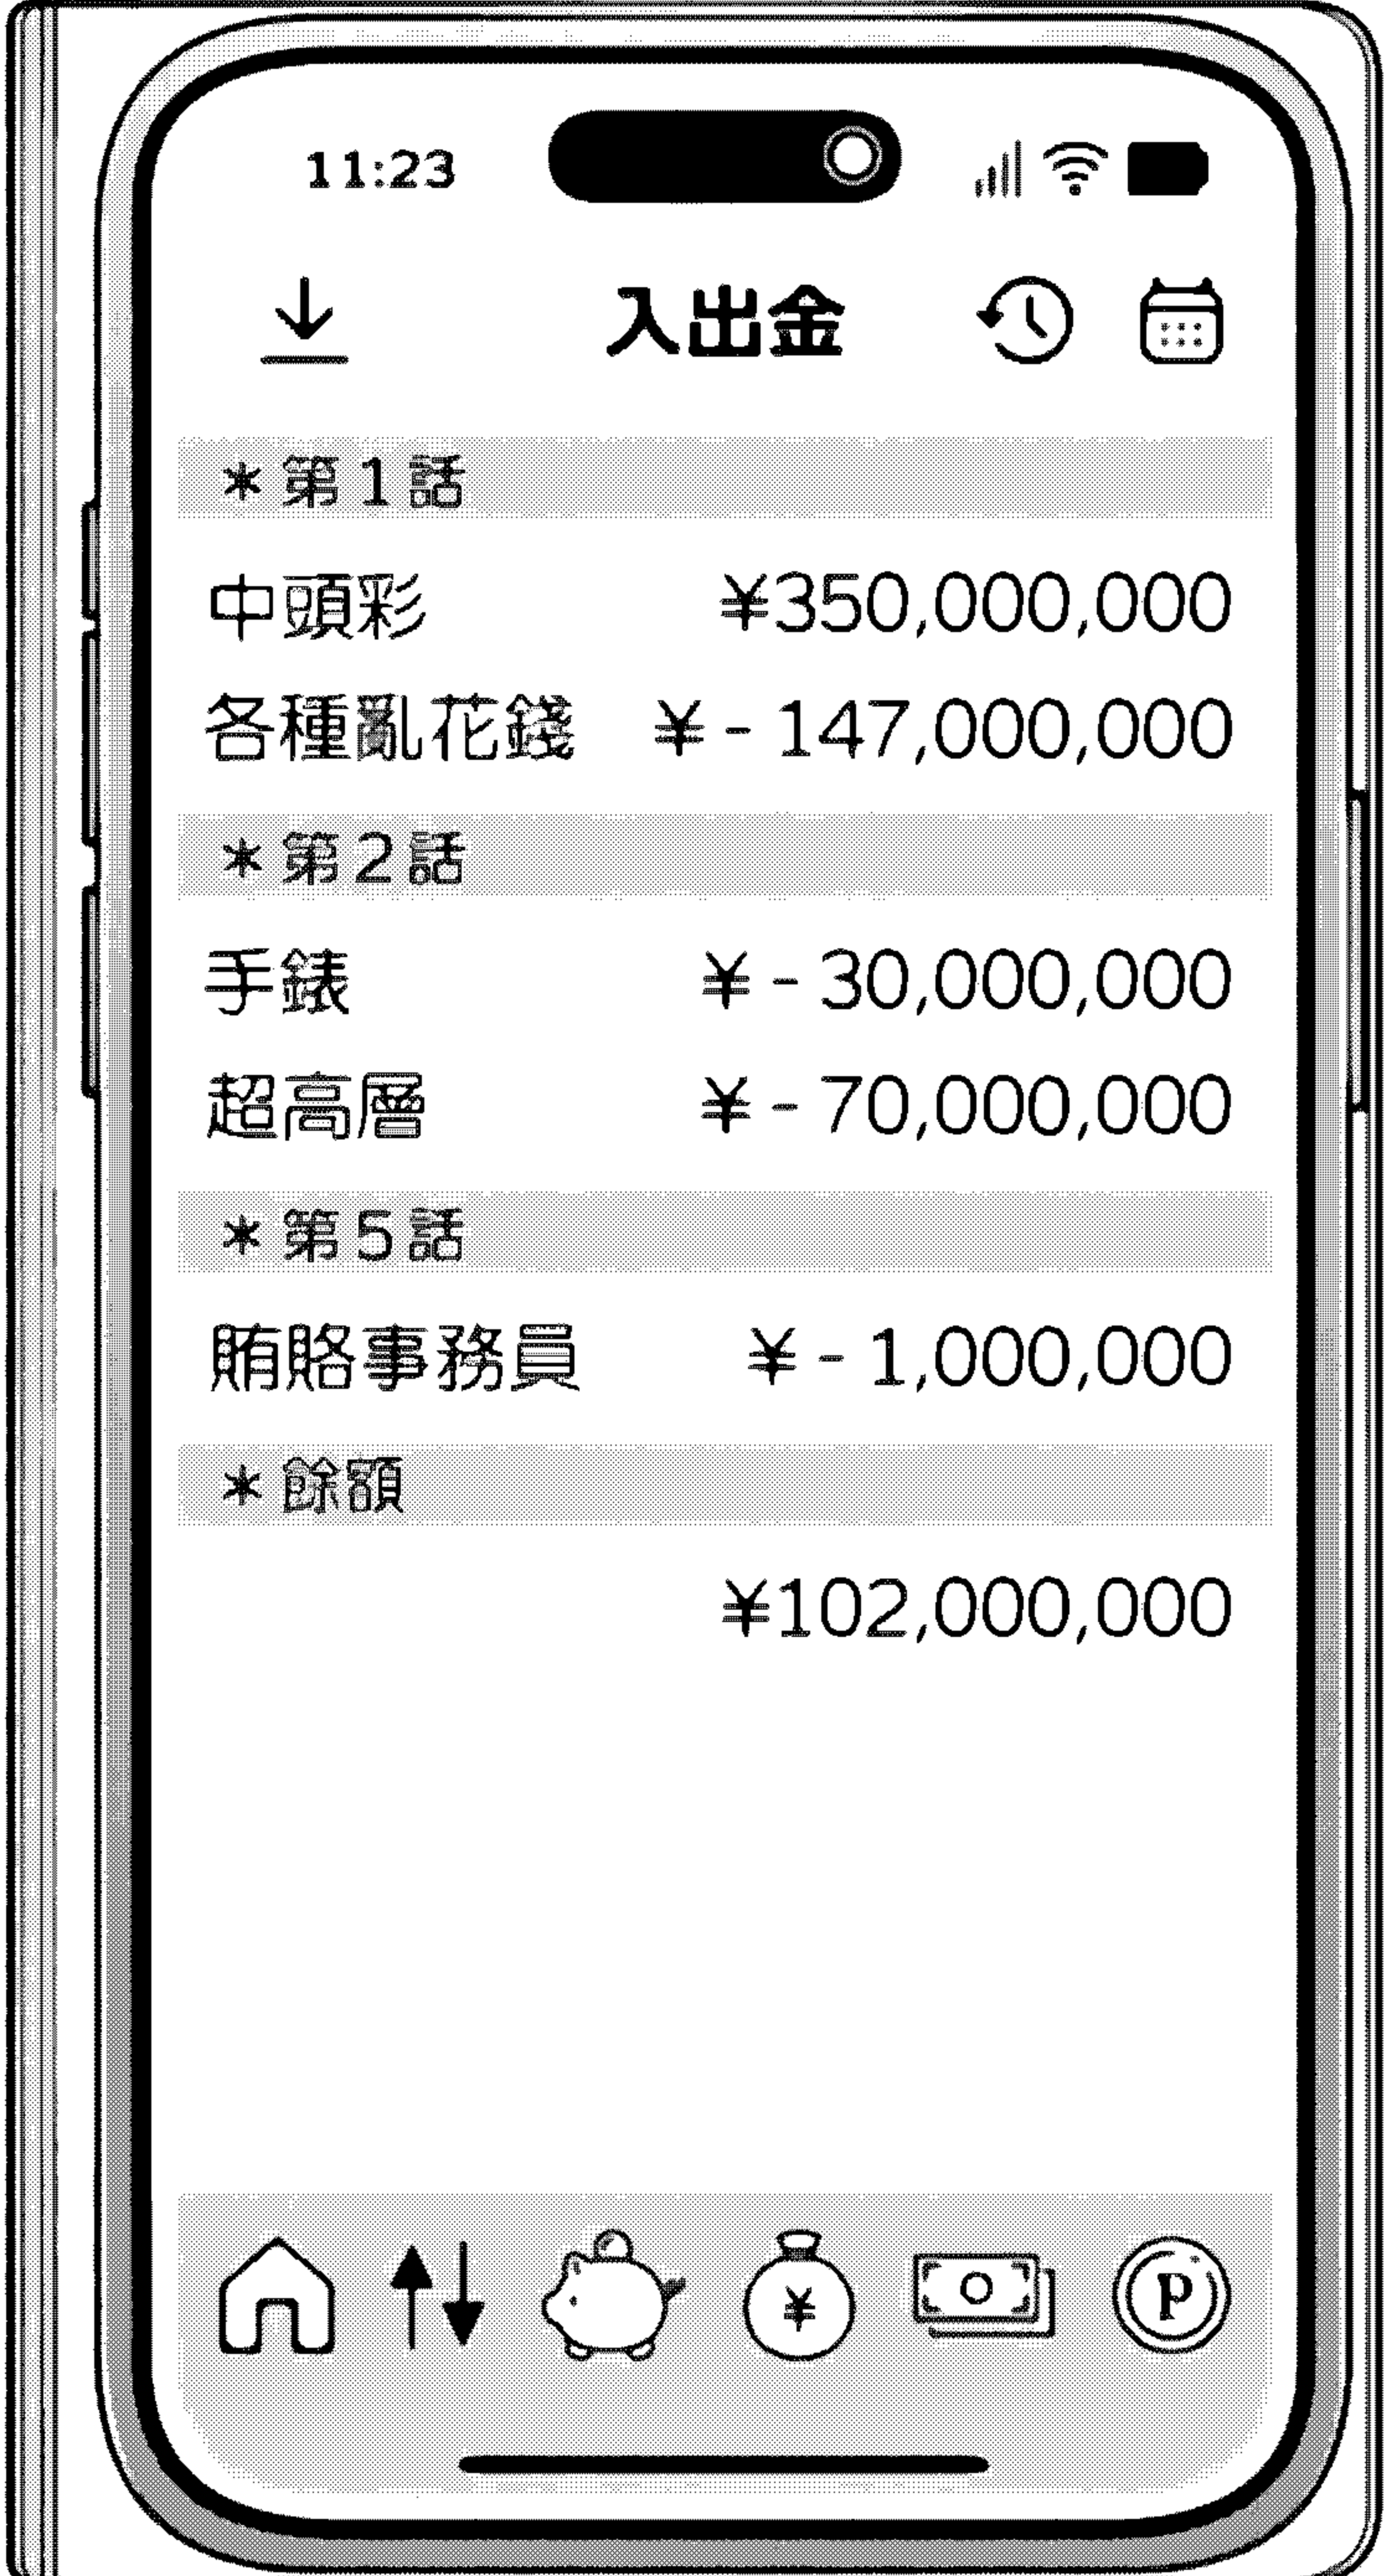 11:23
入出金
*第1話
中頭彩 ¥350,000,000
各種亂花錢 ¥- 147,000,000
*第2話
手錶 ¥- 30,000,000
超高層 ¥- 70,000,000
*第5話
賄賂事務員 ¥- 1,000,000
*餘額
¥102,000,000
¥
P